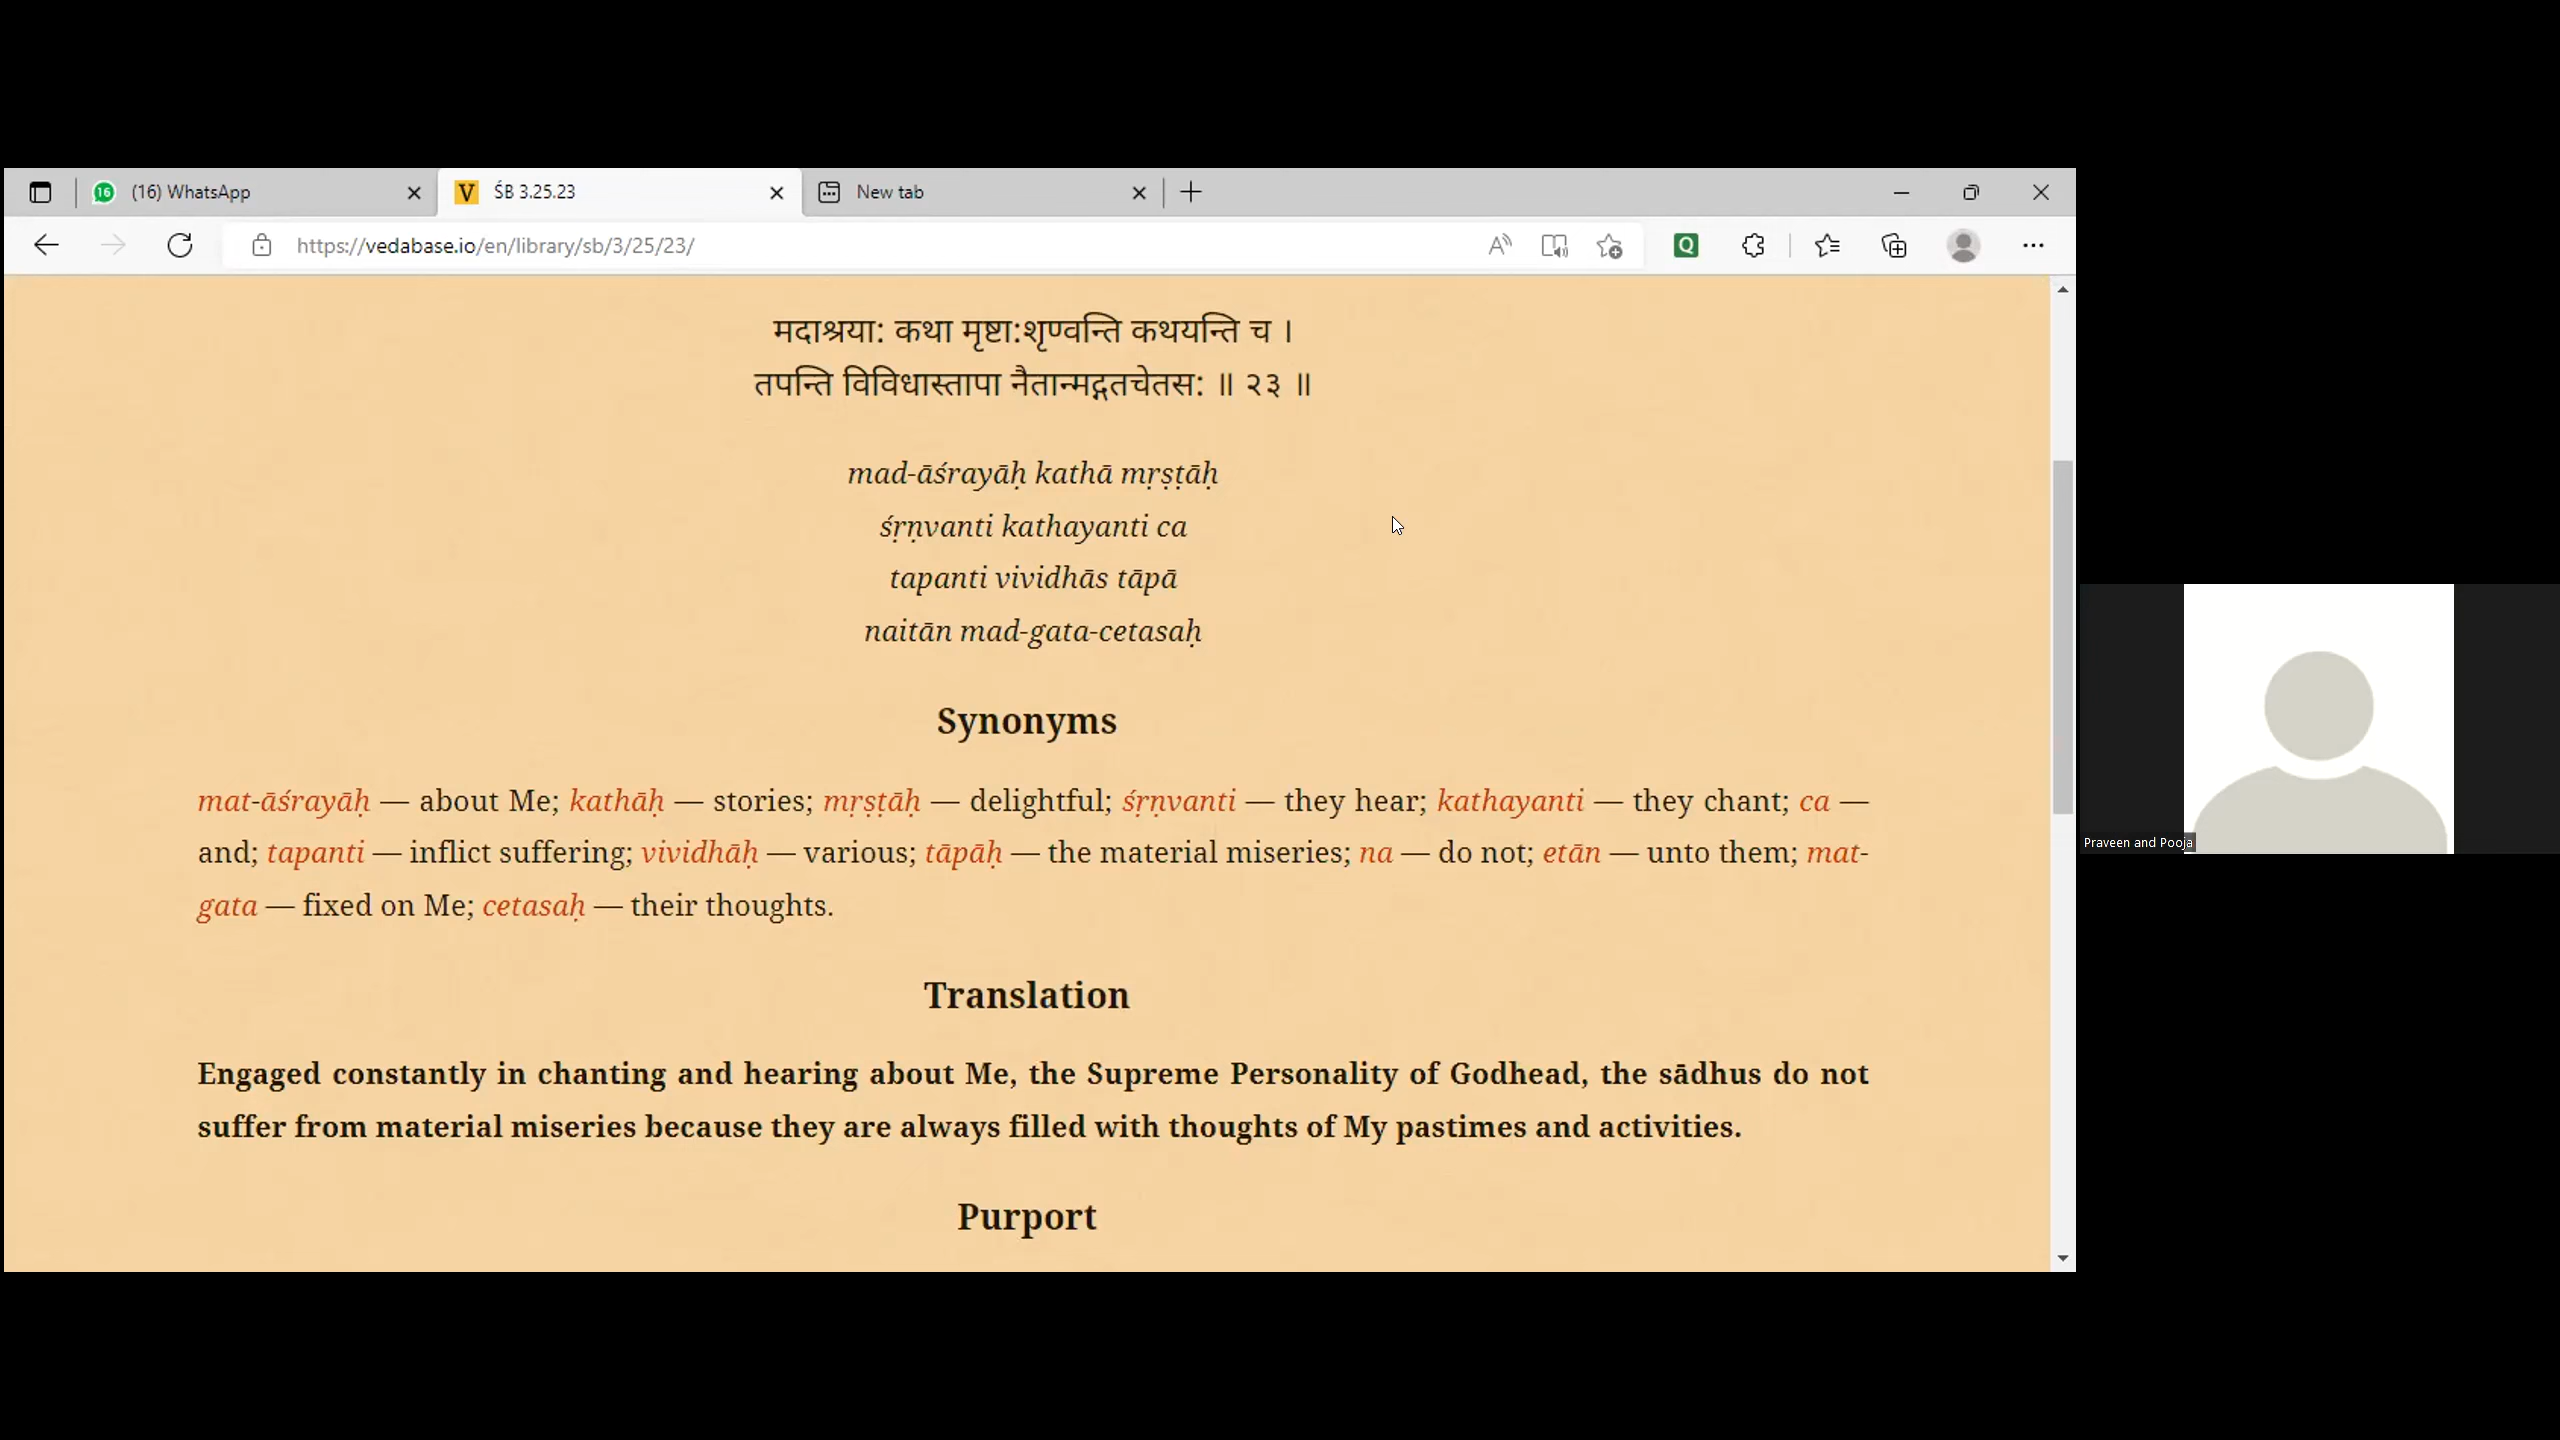 16 (16) WhatsApp V ŚB 3.25.23 New tab
https://vedabase.io/en/library/sb/3/25/23/
मदाश्रया: कथा मृष्टा:शृण्वन्ति कथयन्ति च ।
तपन्ति विविधास्तापा नैतान्मद्गतचेतस: ॥ २३ ॥
mad-āśrayāḥ kathā mṛṣṭāḥ
śṛṇvanti kathayanti ca
tapanti vividhās tāpā
naitān mad-gata-cetasaḥ
Synonyms
mat-āśrayāḥ — about Me; kathāḥ — stories; mṛṣṭāḥ — delightful; śṛṇvanti — they hear; kathayanti — they chant; ca —
and; tapanti — inflict suffering; vividhāḥ — various; tāpāḥ — the material miseries; na — do not; etān — unto them; mat-
gata — fixed on Me; cetasaḥ — their thoughts.
Translation
Engaged constantly in chanting and hearing about Me, the Supreme Personality of Godhead, the sādhus do not
suffer from material miseries because they are always filled with thoughts of My pastimes and activities.
Purport
Praveen and Pooja